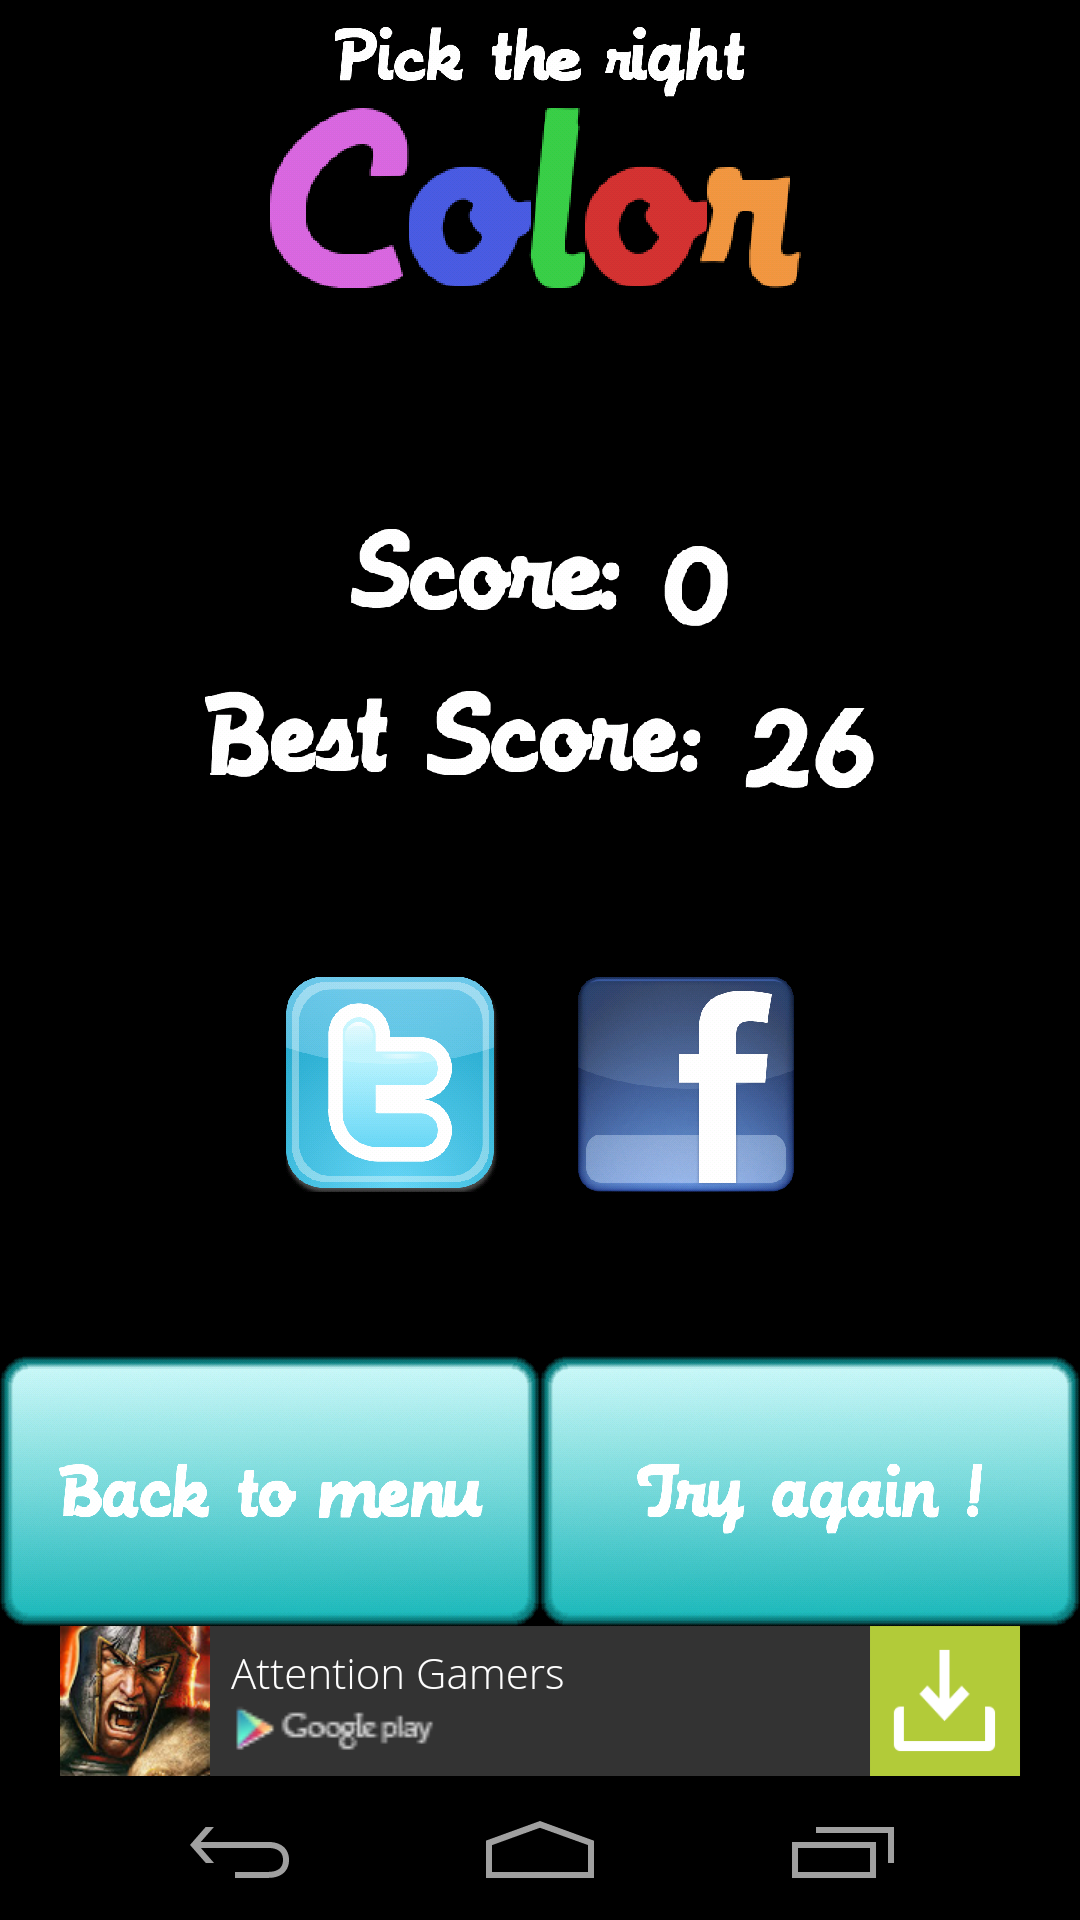 Pick the right
Color
Score: 0
Best Score: 26
Back to menu
Try again !
Attention Gamers
Google play